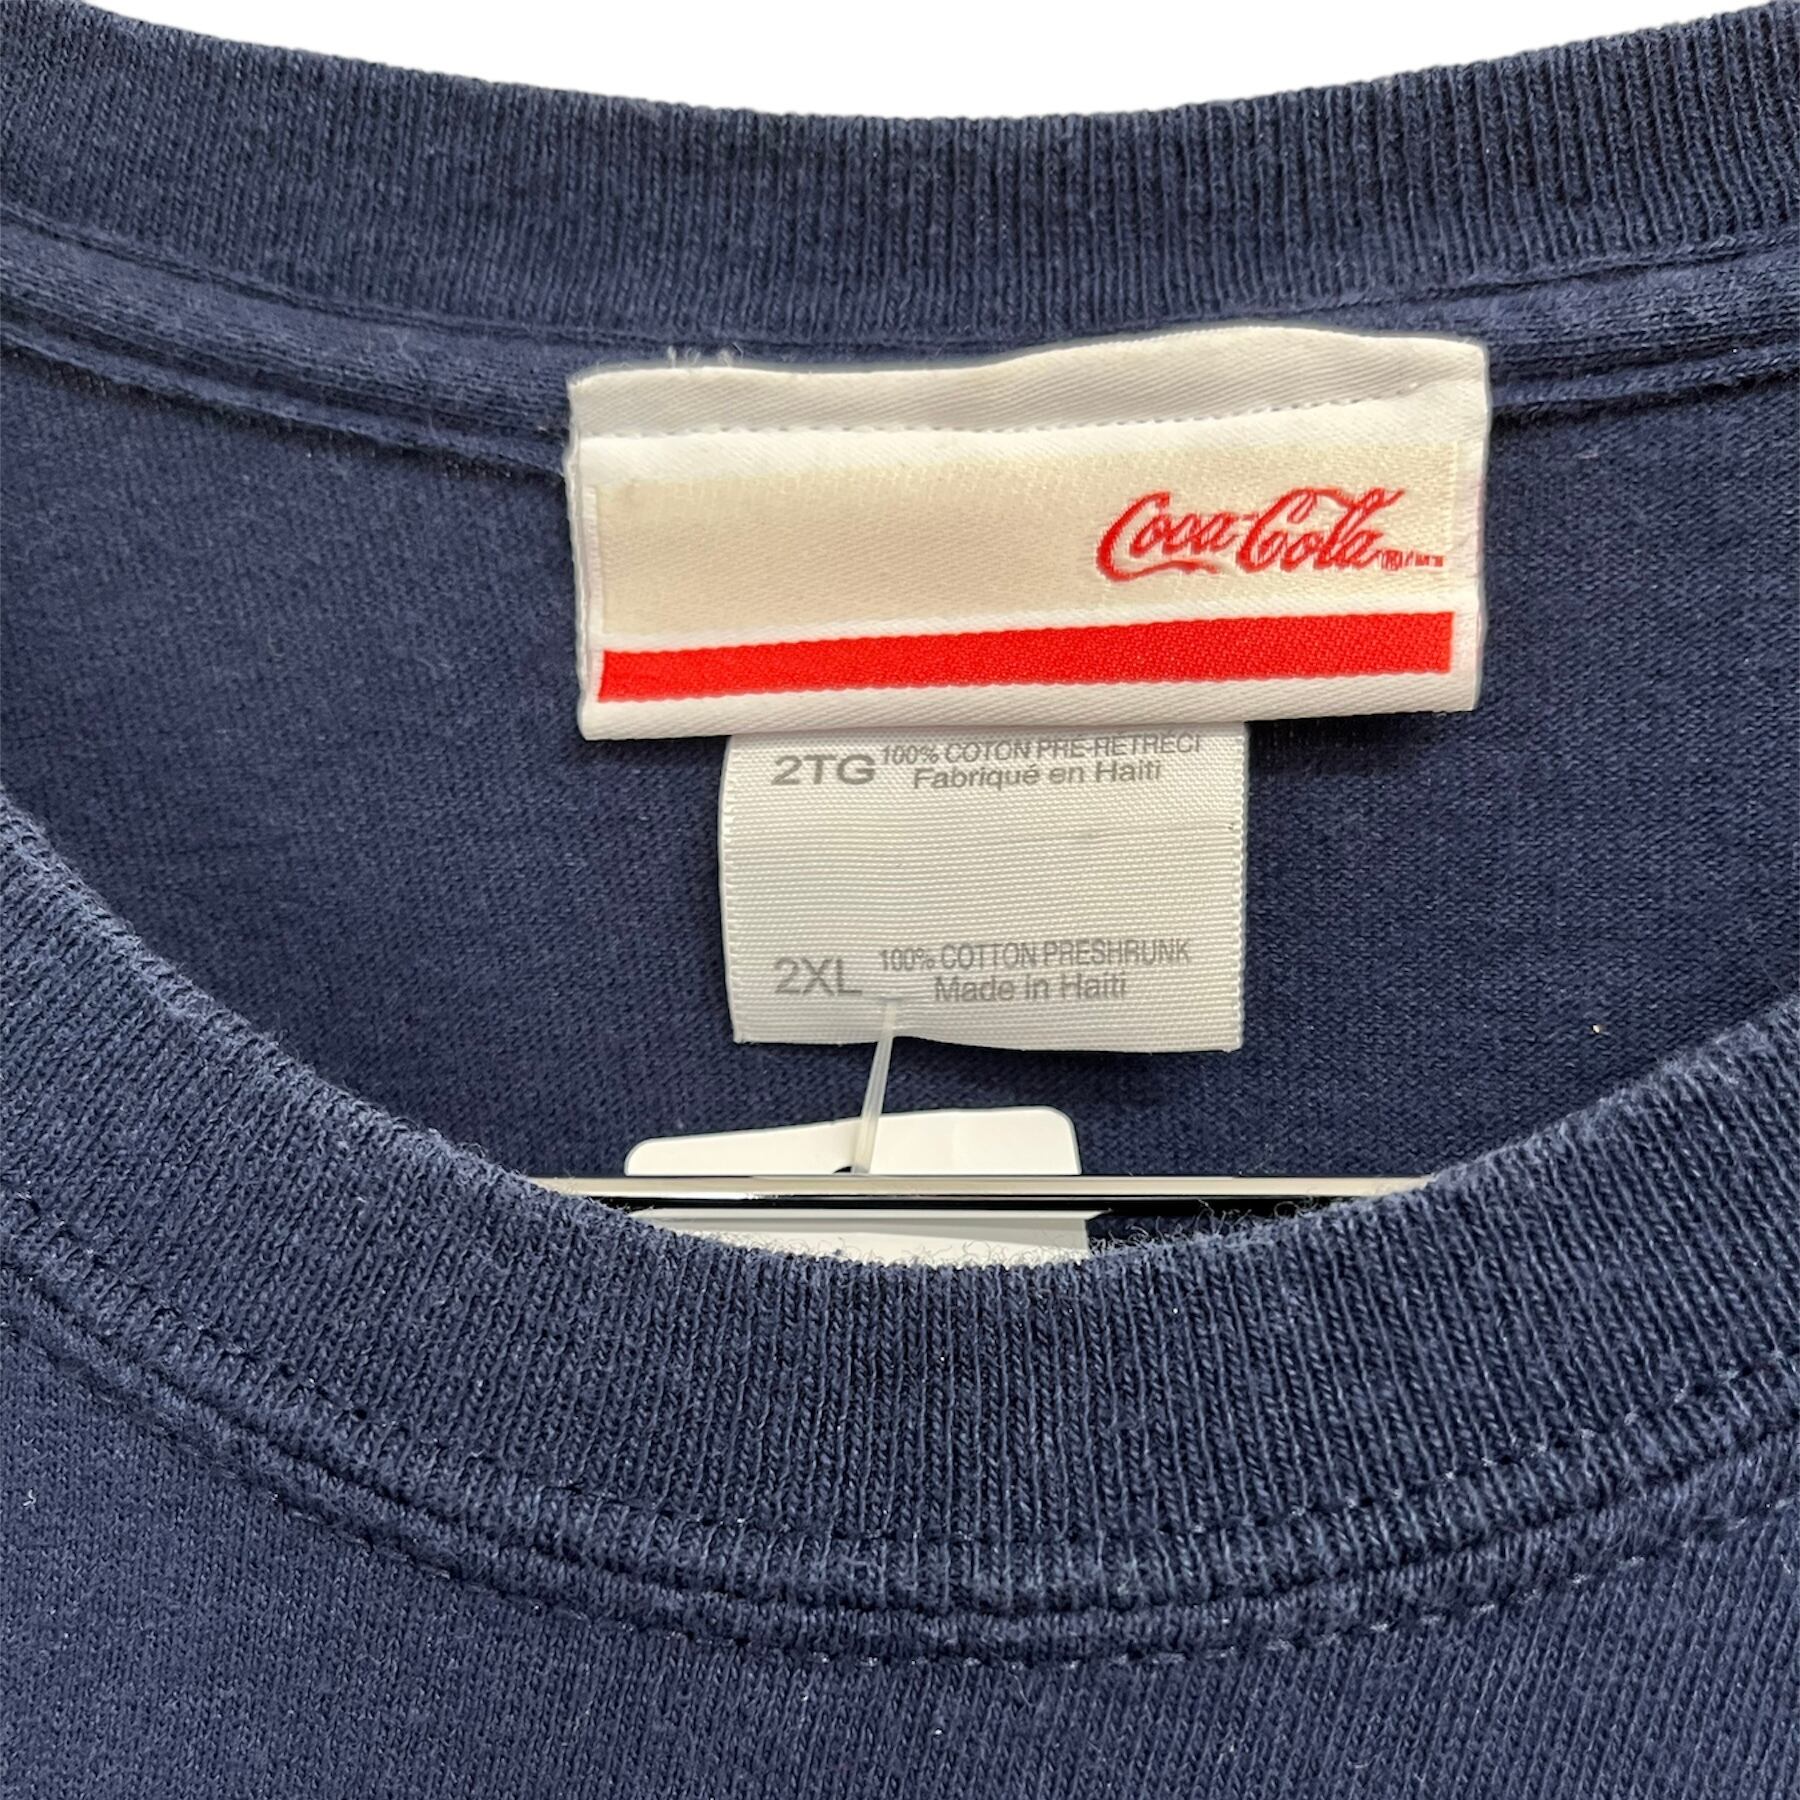 Coca-Cola
2TG 100% COTON PRÉ-RÉTRÉCI
Fabriqué en Haiti
2XL 100% COTTON PRESHRUNK
Made in Haiti